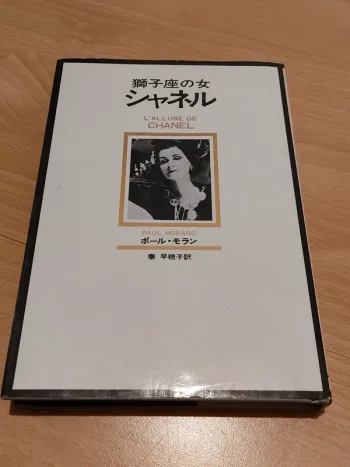 獅子座の女
シャネル
L'ALLURE DE
CHANEL
PAUL MORAND
ポール・モラン
秦 早穂子訳